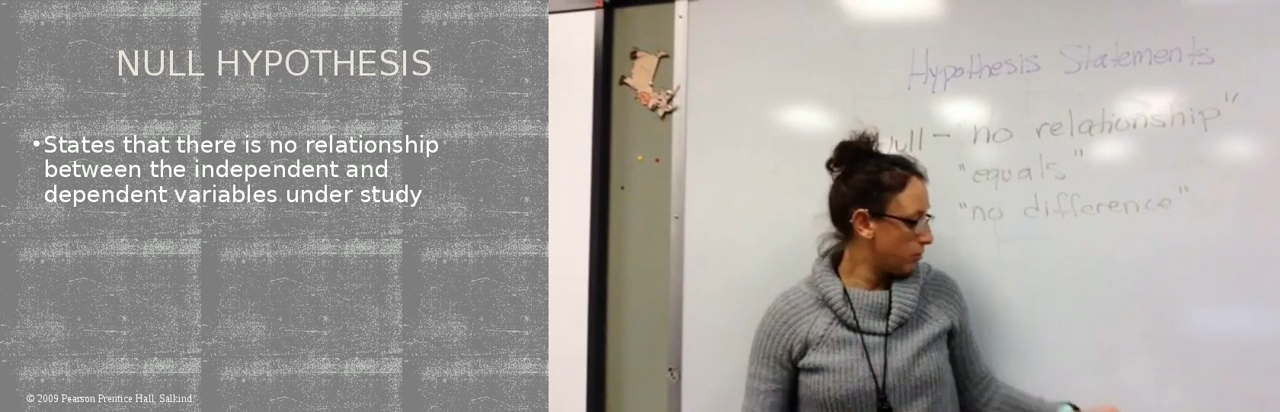 NULL HYPOTHESIS
•States that there is no relationship
between the independent and
dependent variables under study
© 2009 Pearson Prentice Hall, Salkind
Hypothesis Statements
Null - "no relationship"
"equals"
"no difference"